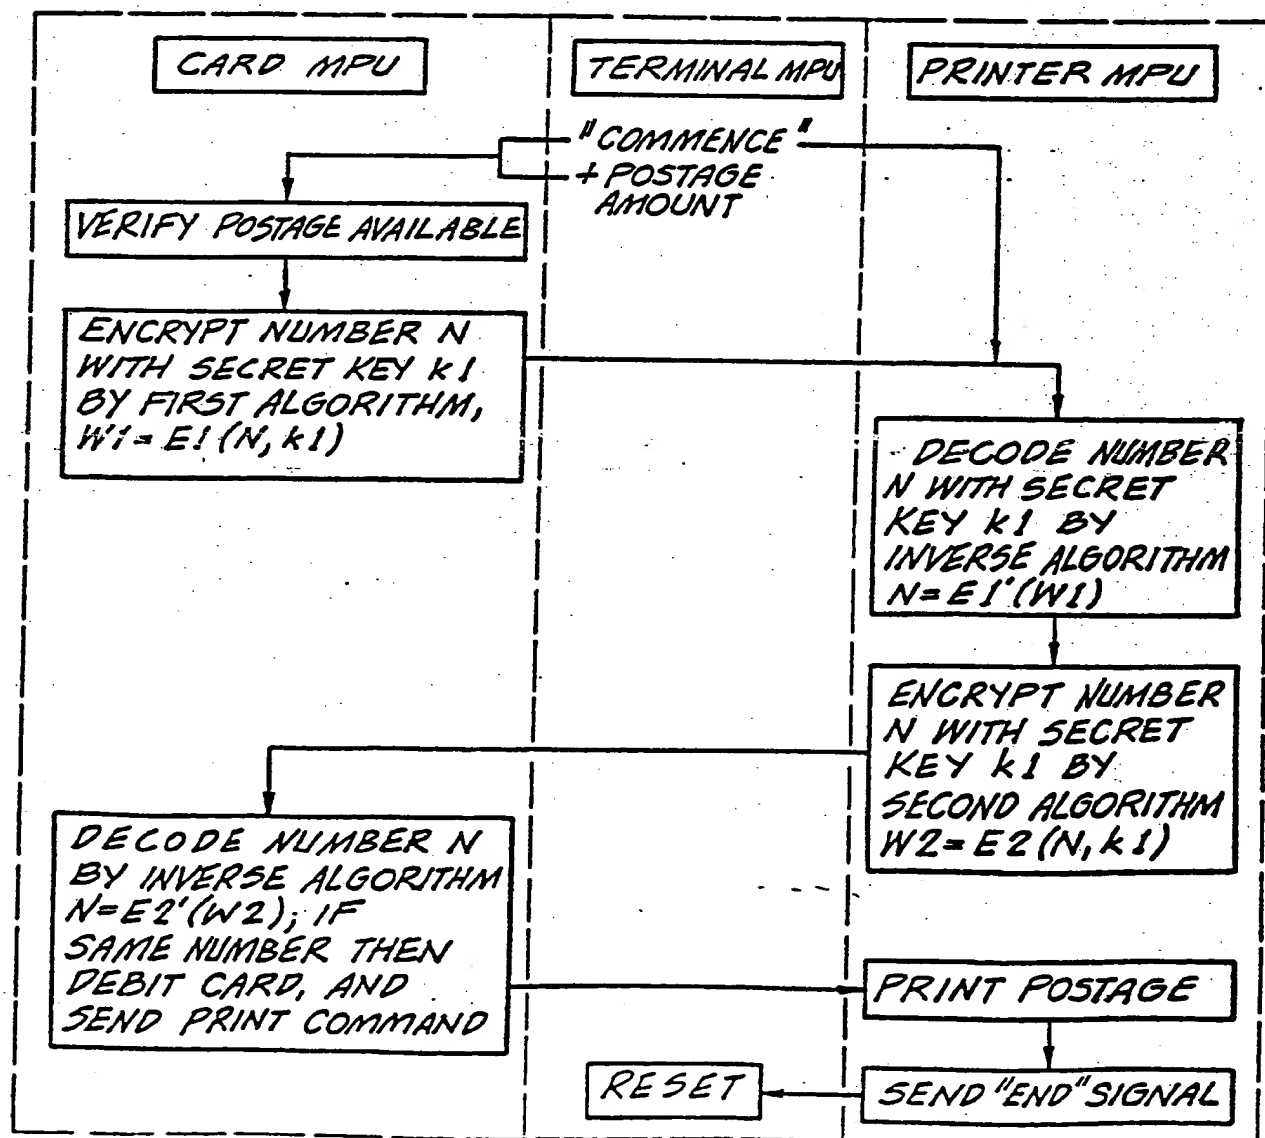 CARD MPU
TERMINAL MPU
PRINTER MPU
"COMMENCE"
+ POSTAGE
AMOUNT
VERIFY POSTAGE AVAILABLE
ENCRYPT NUMBER N
WITH SECRET KEY k1
BY FIRST ALGORITHM,
W1 = E1 (N, k1)
DECODE NUMBER
N WITH SECRET
KEY k1 BY
INVERSE ALGORITHM
N = E1' (W1)
ENCRYPT NUMBER
N WITH SECRET
KEY k1 BY
SECOND ALGORITHM
W2 = E2 (N, k1)
DECODE NUMBER N
BY INVERSE ALGORITHM
N = E2' (W2); IF
SAME NUMBER THEN
DEBIT CARD, AND
SEND PRINT COMMAND
PRINT POSTAGE
SEND "END" SIGNAL
RESET